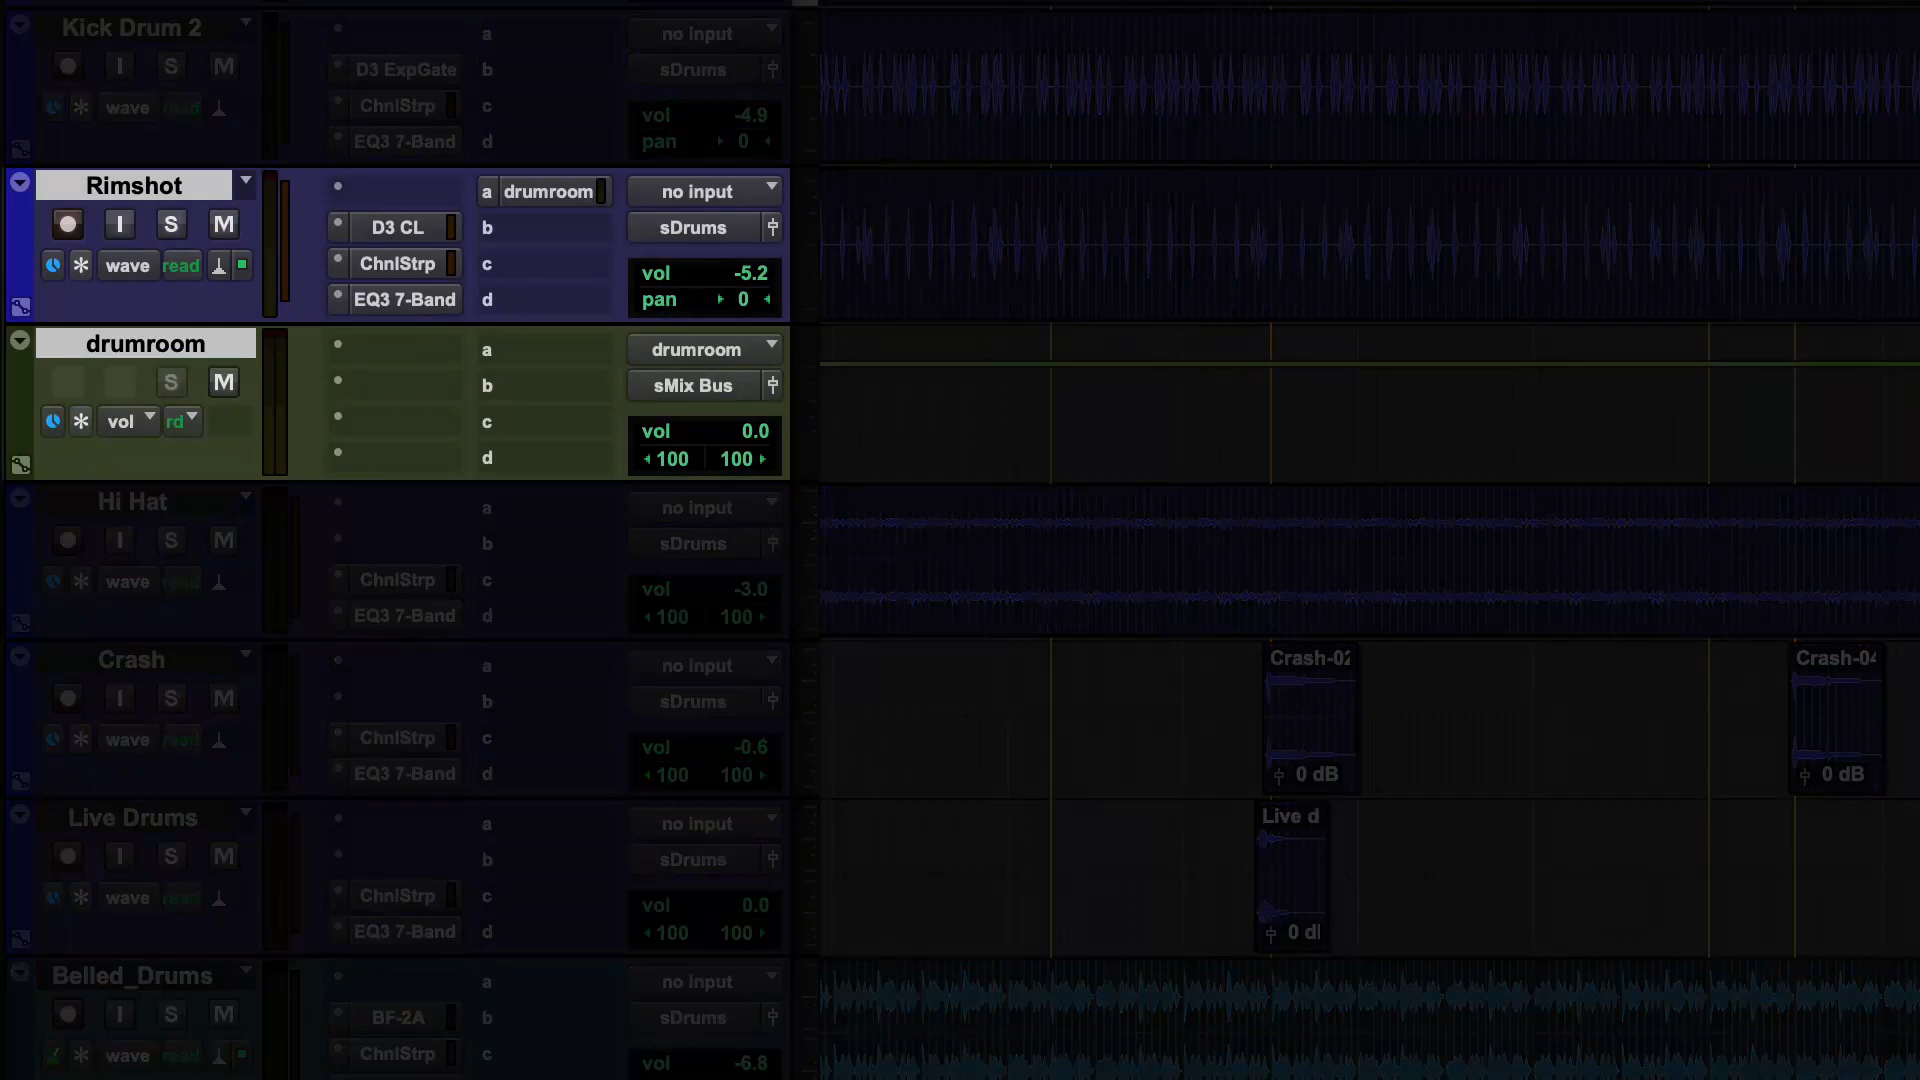 Kick Drum 2
a
no input
D3 ExpGate
b
sDrums
I S M
ChnlStrp
c
wave read
vol -4.9
EQ3 7-Band
d
pan 0
Rimshot
a drumroom
no input
I S M
D3 CL
b
sDrums
wave read
ChnlStrp
c
vol -5.2
EQ3 7-Band
d
pan 0
drumroom
a
drumroom
S M
b
sMix Bus
vol rd
c
vol 0.0
d
100 100
Hi Hat
a
no input
I S M
b
sDrums
wave read
ChnlStrp
c
vol -3.0
EQ3 7-Band
d
100 100
Crash
a
no input
I S M
b
sDrums
wave read
ChnlStrp
c
vol -0.6
EQ3 7-Band
d
100 100
Crash-02
0 dB
Crash-04
0 dB
Live Drums
a
no input
I S M
b
sDrums
wave read
ChnlStrp
c
vol 0.0
EQ3 7-Band
d
100 100
Live d
0 d
Belled_Drums
a
no input
I S M
BF-2A
b
sDrums
wave read
ChnlStrp
c
vol -6.8